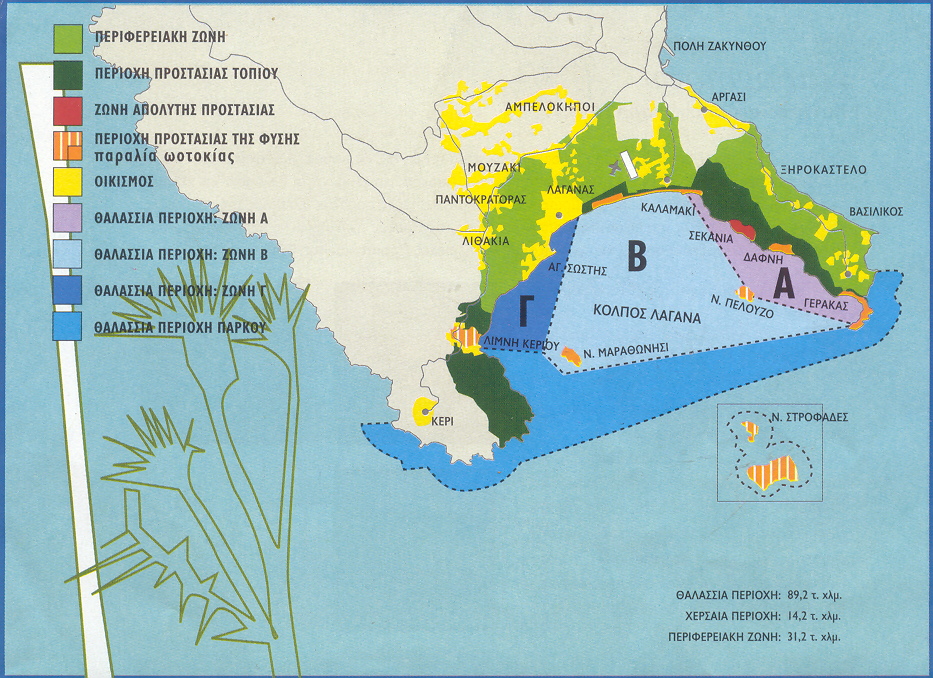 ΠΕΡΙΦΕΡΕΙΑΚΗ ΖΩΝΗ
ΠΕΡΙΟΧΗ ΠΡΟΣΤΑΣΙΑΣ ΤΟΠΙΟΥ
ΖΩΝΗ ΑΠΟΛΥΤΗΣ ΠΡΟΣΤΑΣΙΑΣ
ΠΕΡΙΟΧΗ ΠΡΟΣΤΑΣΙΑΣ ΤΗΣ ΦΥΣΗΣ
παραλία ωοτοκίας
ΟΙΚΙΣΜΟΣ
ΘΑΛΑΣΣΙΑ ΠΕΡΙΟΧΗ: ΖΩΝΗ Α
ΘΑΛΑΣΣΙΑ ΠΕΡΙΟΧΗ: ΖΩΝΗ Β
ΘΑΛΑΣΣΙΑ ΠΕΡΙΟΧΗ: ΖΩΝΗ Γ
ΘΑΛΑΣΣΙΑ ΠΕΡΙΟΧΗ ΠΑΡΚΟΥ
ΠΟΛΗ ΖΑΚΥΝΘΟΥ
ΑΡΓΑΣΙ
ΑΜΠΕΛΟΚΗΠΟΙ
ΜΟΥΖΑΚΙ
ΞΗΡΟΚΑΣΤΕΛΟ
ΛΑΓΑΝΑΣ
ΠΑΝΤΟΚΡΑΤΟΡΑΣ
ΚΑΛΑΜΑΚΙ
ΒΑΣΙΛΙΚΟΣ
ΛΙΘΑΚΙΑ
ΣΕΚΑΝΙΑ
ΔΑΦΝΗ
ΑΓ. ΣΩΣΤΗΣ
Β
Α
Γ
Ν. ΠΕΛΟΥΖΟ
ΓΕΡΑΚΑΣ
ΚΟΛΠΟΣ ΛΑΓΑΝΑ
ΛΙΜΝΗ ΚΕΡΙΟΥ
Ν. ΜΑΡΑΘΩΝΗΣΙ
ΚΕΡΙ
Ν. ΣΤΡΟΦΑΔΕΣ
ΘΑΛΑΣΣΙΑ ΠΕΡΙΟΧΗ: 89,2 τ. χλμ.
ΧΕΡΣΑΙΑ ΠΕΡΙΟΧΗ: 14,2 τ. χλμ.
ΠΕΡΙΦΕΡΕΙΑΚΗ ΖΩΝΗ: 31,2 τ. χλμ.